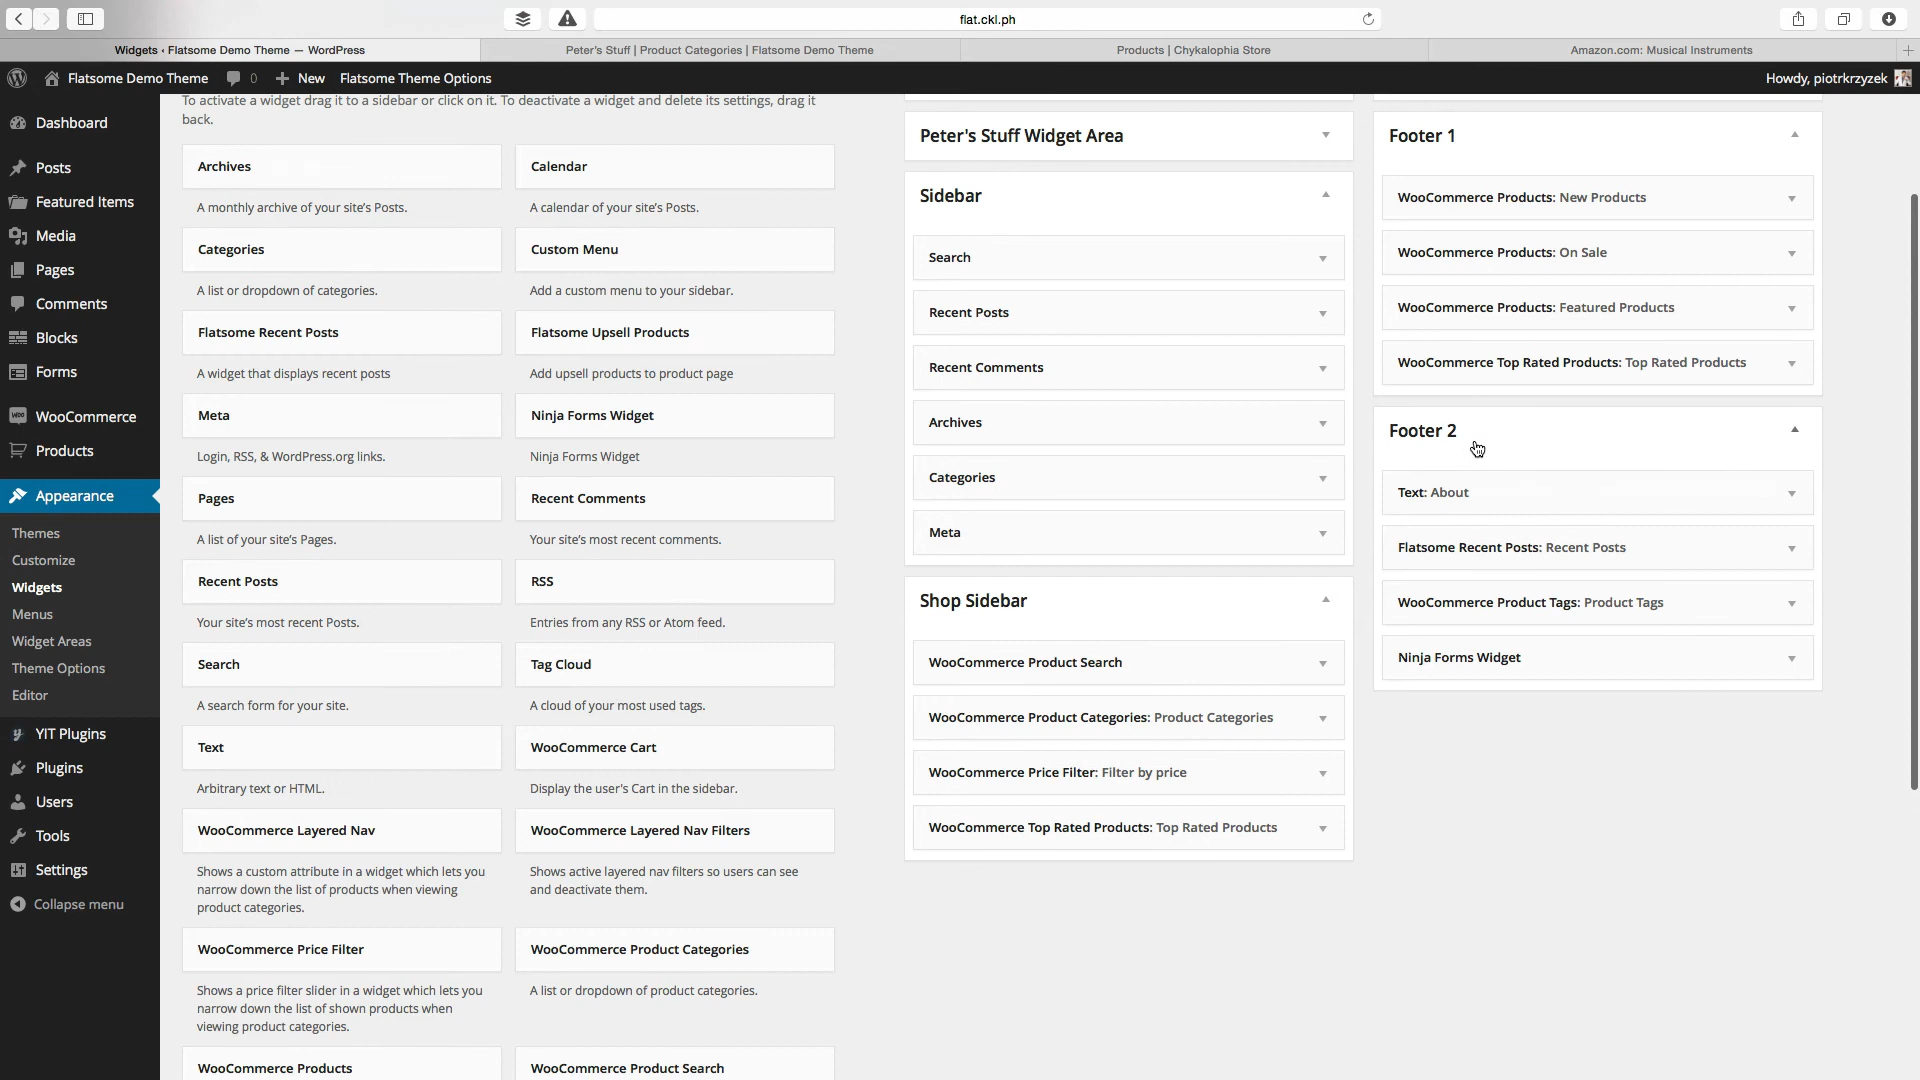 flat.ckl.ph
Widgets ‹ Flatsome Demo Theme — WordPress
Peter's Stuff | Product Categories | Flatsome Demo Theme
Products | Chykalophia Store
Amazon.com: Musical Instruments
Flatsome Demo Theme
0
New
Flatsome Theme Options
Howdy, piotrkrzyzek
Dashboard
Posts
Featured Items
Media
Pages
Comments
Blocks
Forms
WooCommerce
Products
Appearance
Themes
Customize
Widgets
Menus
Widget Areas
Theme Options
Editor
YIT Plugins
Plugins
Users
Tools
Settings
Collapse menu
To activate a widget drag it to a sidebar or click on it. To deactivate a widget and delete its settings, drag it
back.
Archives
A monthly archive of your site's Posts.
Calendar
A calendar of your site's Posts.
Categories
A list or dropdown of categories.
Custom Menu
Add a custom menu to your sidebar.
Flatsome Recent Posts
A widget that displays recent posts
Flatsome Upsell Products
Add upsell products to product page
Meta
Login, RSS, & WordPress.org links.
Ninja Forms Widget
Ninja Forms Widget
Pages
A list of your site's Pages.
Recent Comments
Your site's most recent comments.
Recent Posts
Your site's most recent Posts.
RSS
Entries from any RSS or Atom feed.
Search
A search form for your site.
Tag Cloud
A cloud of your most used tags.
Text
Arbitrary text or HTML.
WooCommerce Cart
Display the user's Cart in the sidebar.
WooCommerce Layered Nav
Shows a custom attribute in a widget which lets you
narrow down the list of products when viewing
product categories.
WooCommerce Layered Nav Filters
Shows active layered nav filters so users can see
and deactivate them.
WooCommerce Price Filter
Shows a price filter slider in a widget which lets you
narrow down the list of shown products when
viewing product categories.
WooCommerce Product Categories
A list or dropdown of product categories.
WooCommerce Products
WooCommerce Product Search
Peter's Stuff Widget Area
Sidebar
Search
Recent Posts
Recent Comments
Archives
Categories
Meta
Shop Sidebar
WooCommerce Product Search
WooCommerce Product Categories: Product Categories
WooCommerce Price Filter: Filter by price
WooCommerce Top Rated Products: Top Rated Products
Footer 1
WooCommerce Products: New Products
WooCommerce Products: On Sale
WooCommerce Products: Featured Products
WooCommerce Top Rated Products: Top Rated Products
Footer 2
Text: About
Flatsome Recent Posts: Recent Posts
WooCommerce Product Tags: Product Tags
Ninja Forms Widget